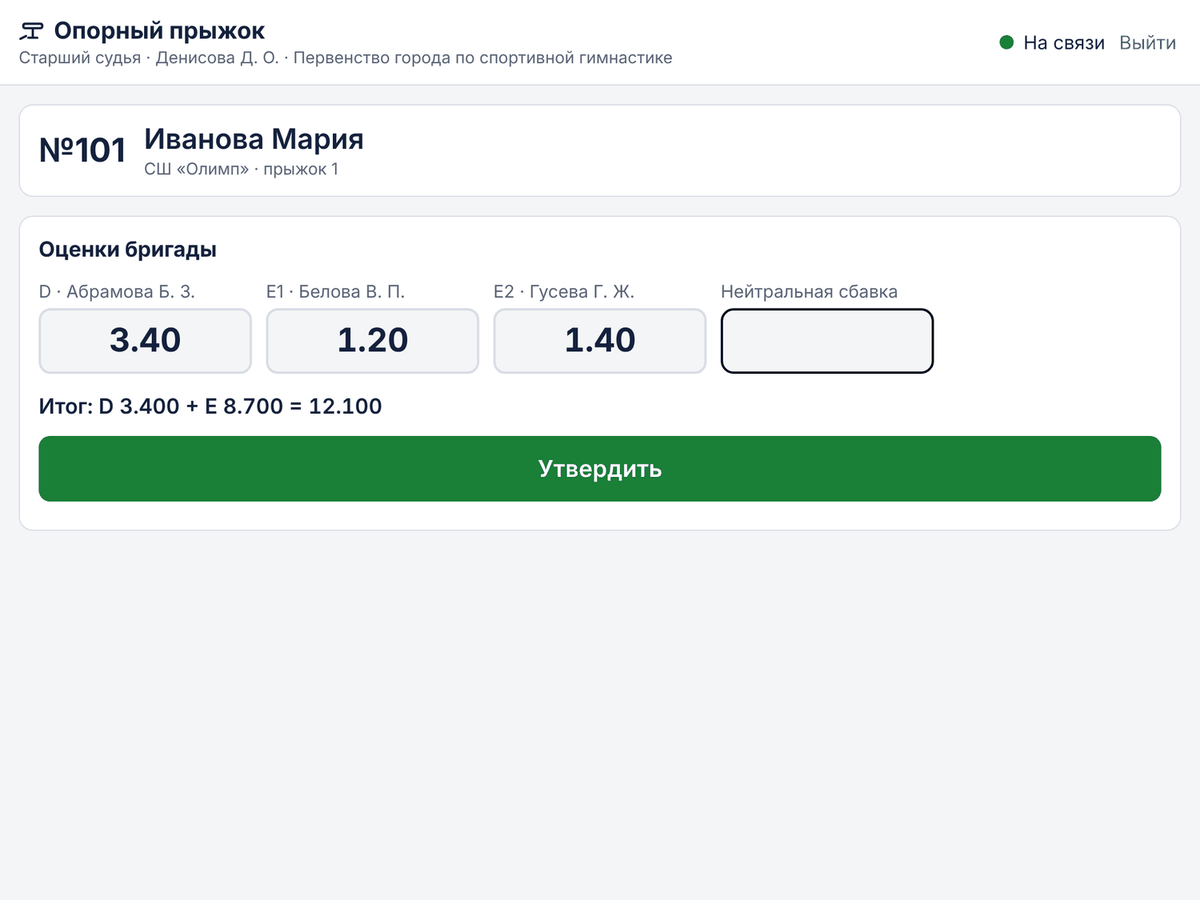 Опорный прыжок
Старший судья · Денисова Д. О. · Первенство города по спортивной гимнастике
На связи Выйти
№101
Иванова Мария
СШ «Олимп» · прыжок 1
Оценки бригады
D · Абрамова Б. З. E1 · Белова В. П. E2 · Гусева Г. Ж. Нейтральная сбавка
3.40 1.20 1.40
Итог: D 3.400 + E 8.700 = 12.100
Утвердить